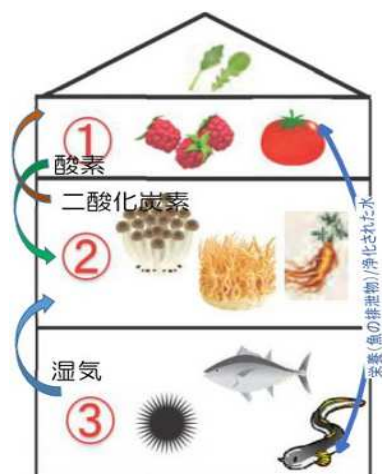 ①
酸素
二酸化炭素
②
湿気
③
栄養(魚の排泄物)/浄化された水